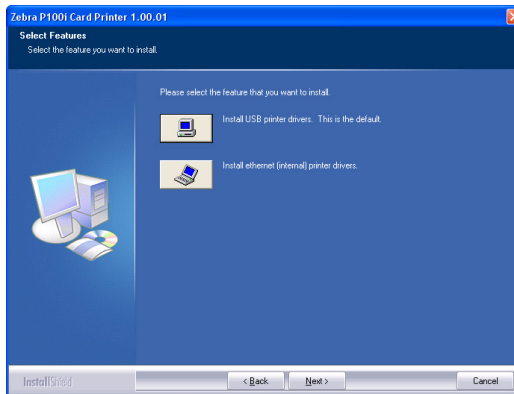 Zebra P100i Card Printer 1.00.01
Select Features
Select the feature you want to install.
Please select the feature that you want to install.
Install USB printer drivers. This is the default.
Install ethernet (internal) printer drivers.
InstallShield
< Back
Next >
Cancel